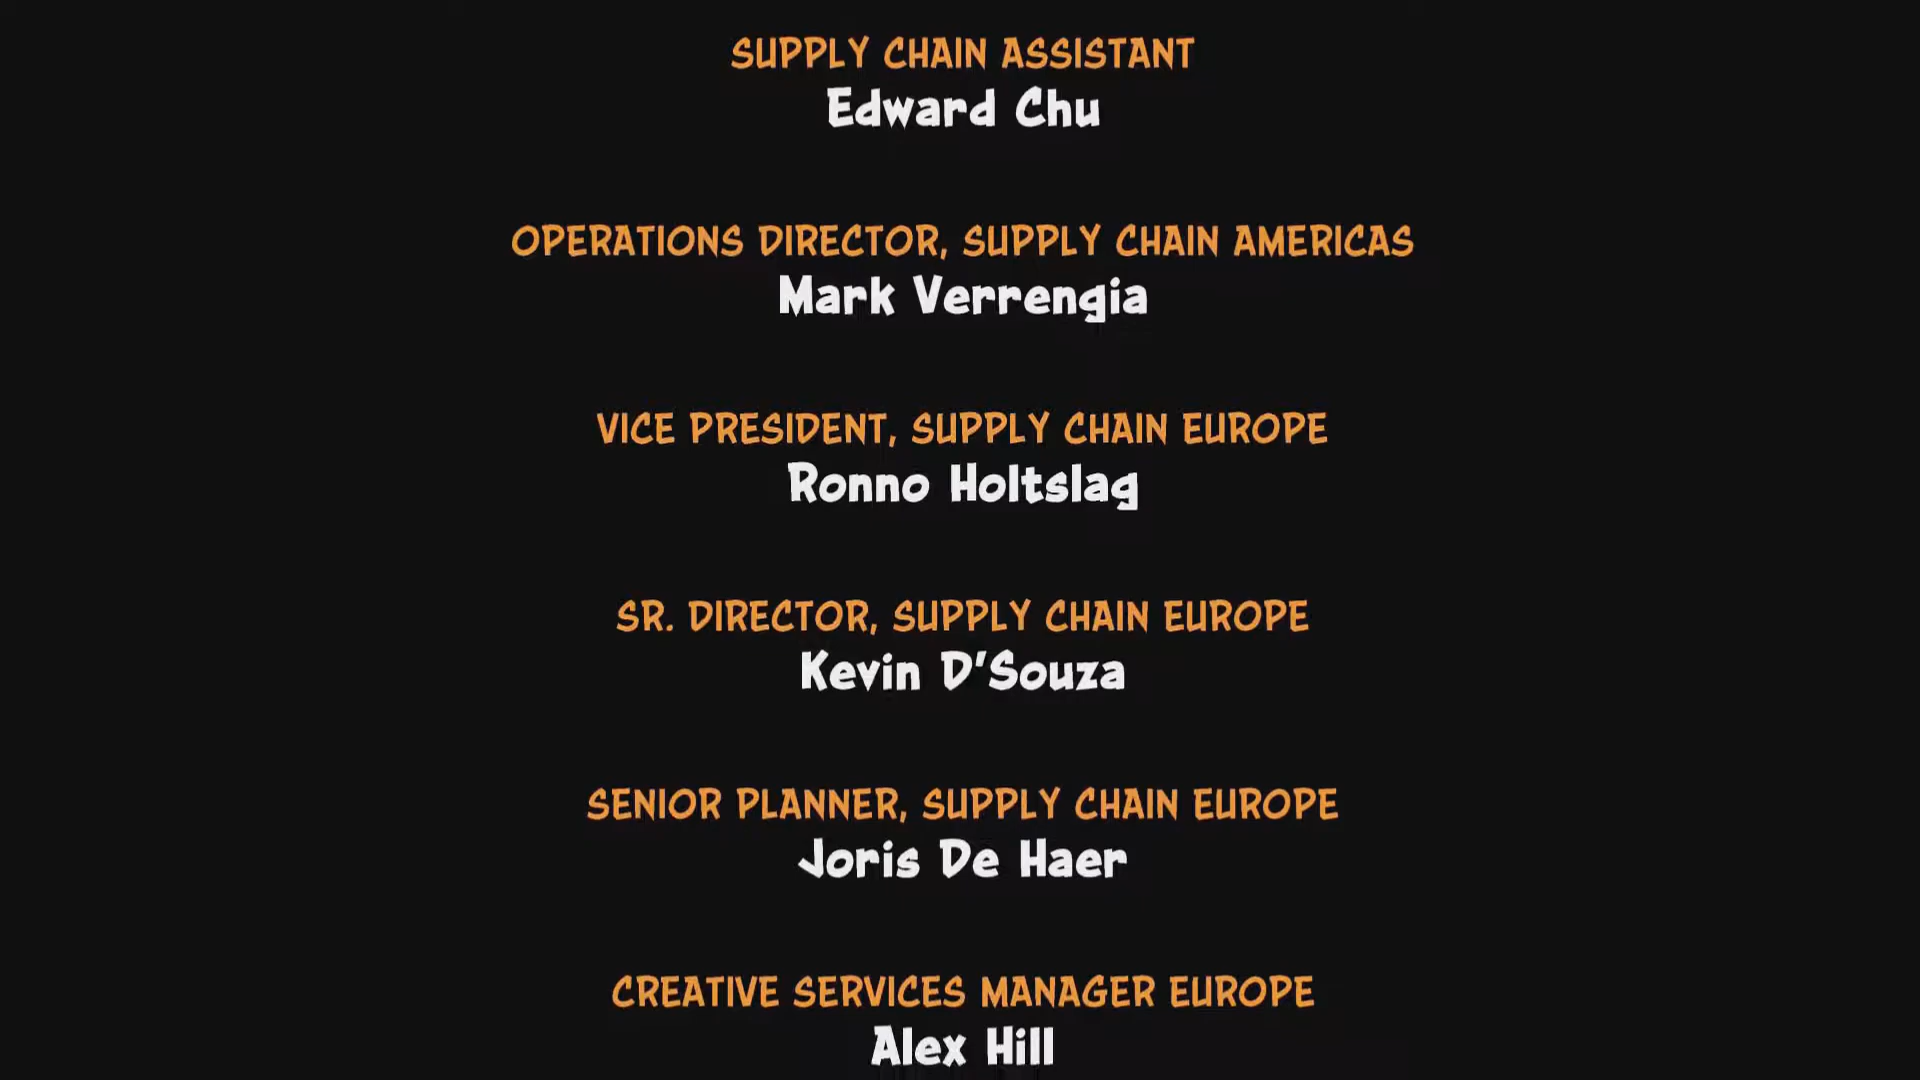 SUPPLY CHAIN ASSISTANT
Edward Chu
OPERATIONS DIRECTOR, SUPPLY CHAIN AMERICAS
Mark Verrengia
VICE PRESIDENT, SUPPLY CHAIN EUROPE
Ronno Holtslag
SR. DIRECTOR, SUPPLY CHAIN EUROPE
Kevin D'Souza
SENIOR PLANNER, SUPPLY CHAIN EUROPE
Joris De Haer
CREATIVE SERVICES MANAGER EUROPE
Alex Hill